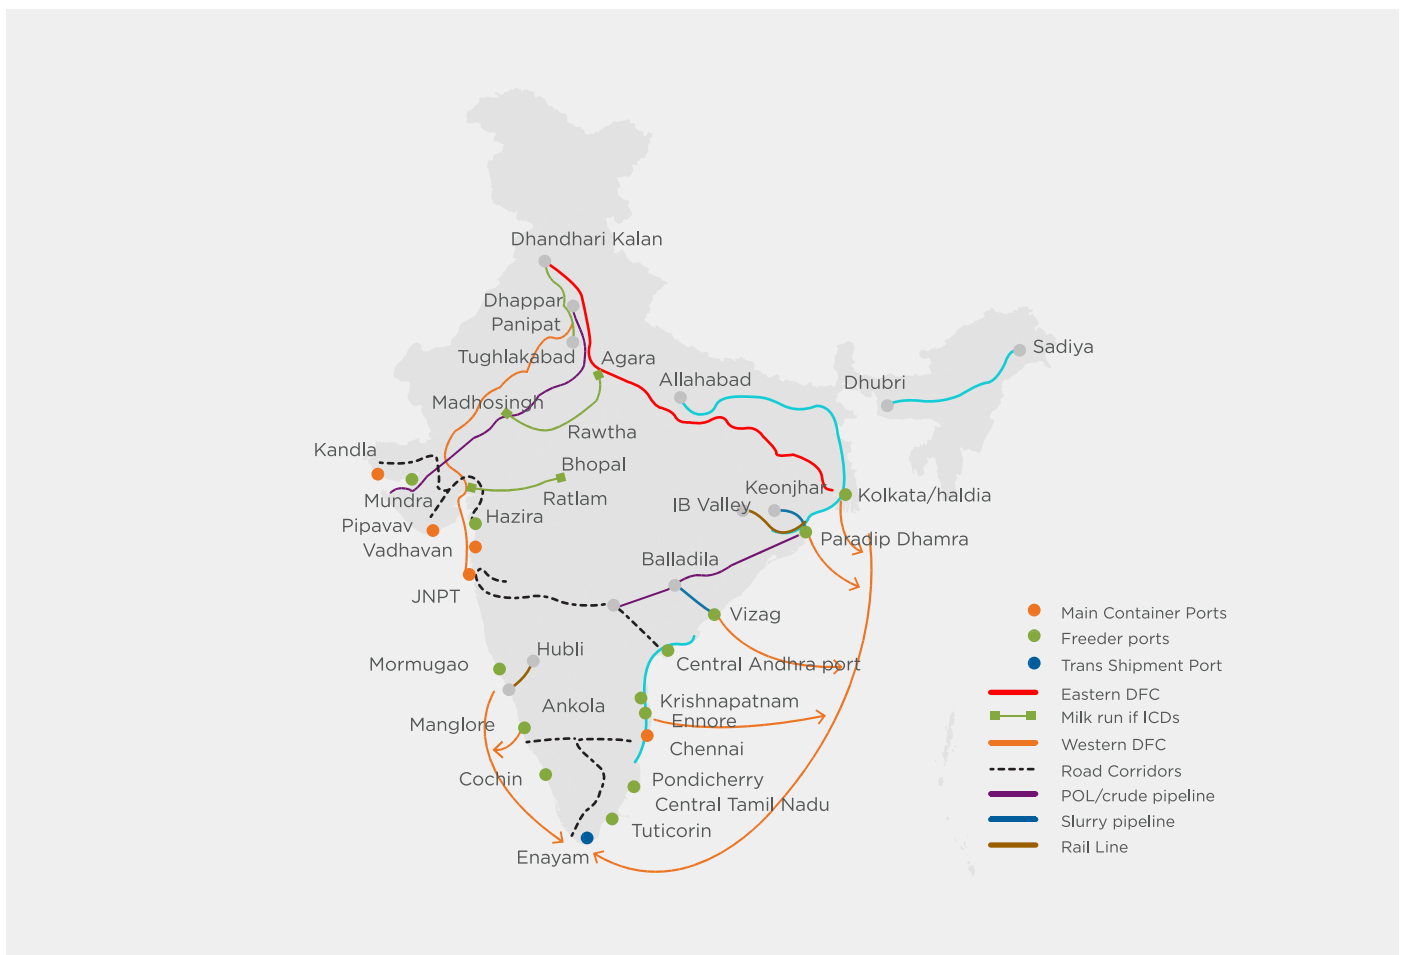 Dhandhari Kalan
Dhappar
Panipat
Tughlakabad
Agara
Sadiya
Allahabad
Dhubri
Madhosingh
Rawtha
Kandla
Bhopal
Mundra
Ratlam
Keonjhar
Kolkata/haldia
IB Valley
Pipavav
Hazira
Vadhavan
Paradip Dhamra
Balladila
JNPT
Vizag
Hubli
Mormugao
Central Andhra port
Ankola
Krishnapatnam
Manglore
Ennore
Chennai
Cochin
Pondicherry
Central Tamil Nadu
Tuticorin
Enayam
Main Container Ports
Freeder ports
Trans Shipment Port
Eastern DFC
Milk run if ICDs
Western DFC
Road Corridors
POL/crude pipeline
Slurry pipeline
Rail Line